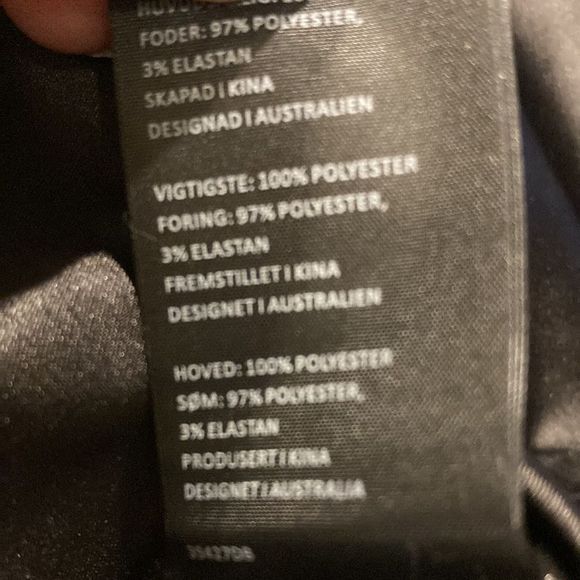 FODER: 97% POLYESTER,
3% ELASTAN
SKAPAD I KINA
DESIGNAD I AUSTRALIEN
VIGTIGSTE: 100% POLYESTER
FORING: 97% POLYESTER,
3% ELASTAN
FREMSTILLET I KINA
DESIGNET I AUSTRALIEN
HOVED: 100% POLYESTER
SØM: 97% POLYESTER,
3% ELASTAN
PRODUSERT I KINA
DESIGNET I AUSTRALIA